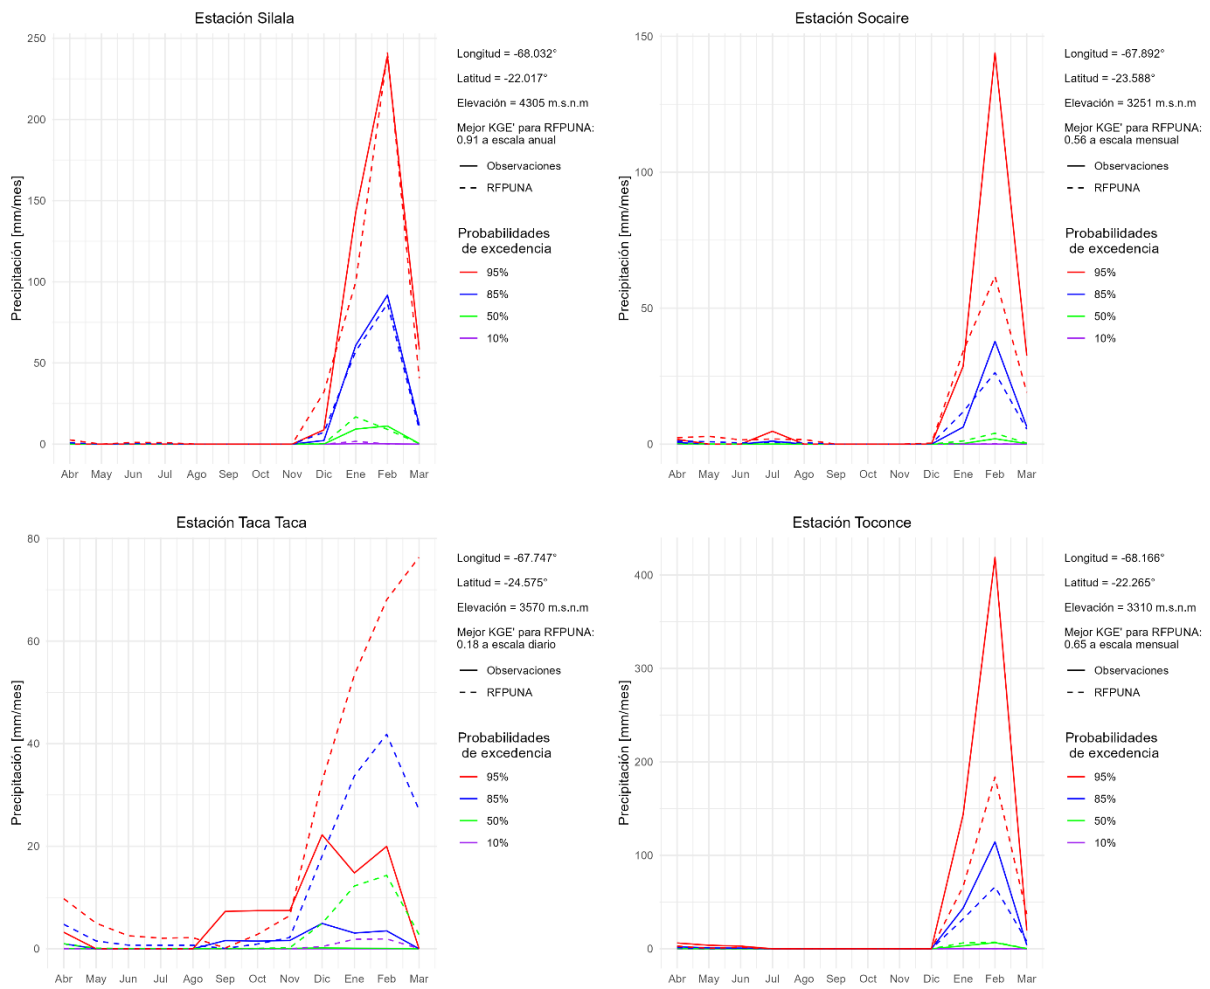 Estación Silala
Precipitación [mm/mes]
250
200
150
100
50
0
Abr May Jun Jul Ago Sep Oct Nov Dic Ene Feb Mar
Longitud = -68.032°
Latitud = -22.017°
Elevación = 4305 m.s.n.m
Mejor KGE' para RFPUNA:
0.91 a escala anual
Observaciones
RFPUNA
Probabilidades
de excedencia
95%
85%
50%
10%
Estación Socaire
Precipitación [mm/mes]
150
100
50
0
Abr May Jun Jul Ago Sep Oct Nov Dic Ene Feb Mar
Longitud = -67.892°
Latitud = -23.588°
Elevación = 3251 m.s.n.m
Mejor KGE' para RFPUNA:
0.56 a escala mensual
Observaciones
RFPUNA
Probabilidades
de excedencia
95%
85%
50%
10%
Estación Taca Taca
Precipitación [mm/mes]
80
60
40
20
0
Abr May Jun Jul Ago Sep Oct Nov Dic Ene Feb Mar
Longitud = -67.747°
Latitud = -24.575°
Elevación = 3570 m.s.n.m
Mejor KGE' para RFPUNA:
0.18 a escala diario
Observaciones
RFPUNA
Probabilidades
de excedencia
95%
85%
50%
10%
Estación Toconce
Precipitación [mm/mes]
400
300
200
100
0
Abr May Jun Jul Ago Sep Oct Nov Dic Ene Feb Mar
Longitud = -68.166°
Latitud = -22.265°
Elevación = 3310 m.s.n.m
Mejor KGE' para RFPUNA:
0.65 a escala mensual
Observaciones
RFPUNA
Probabilidades
de excedencia
95%
85%
50%
10%